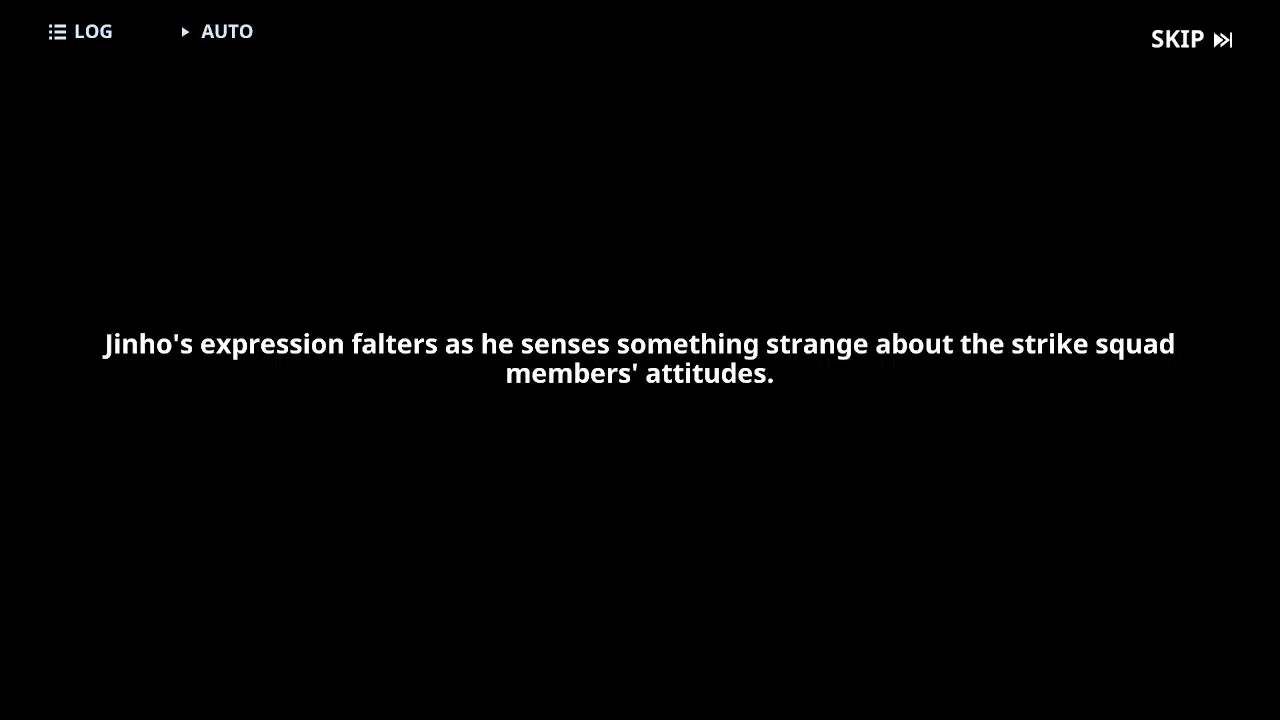 LOG
AUTO
SKIP
Jinho's expression falters as he senses something strange about the strike squad
members' attitudes.